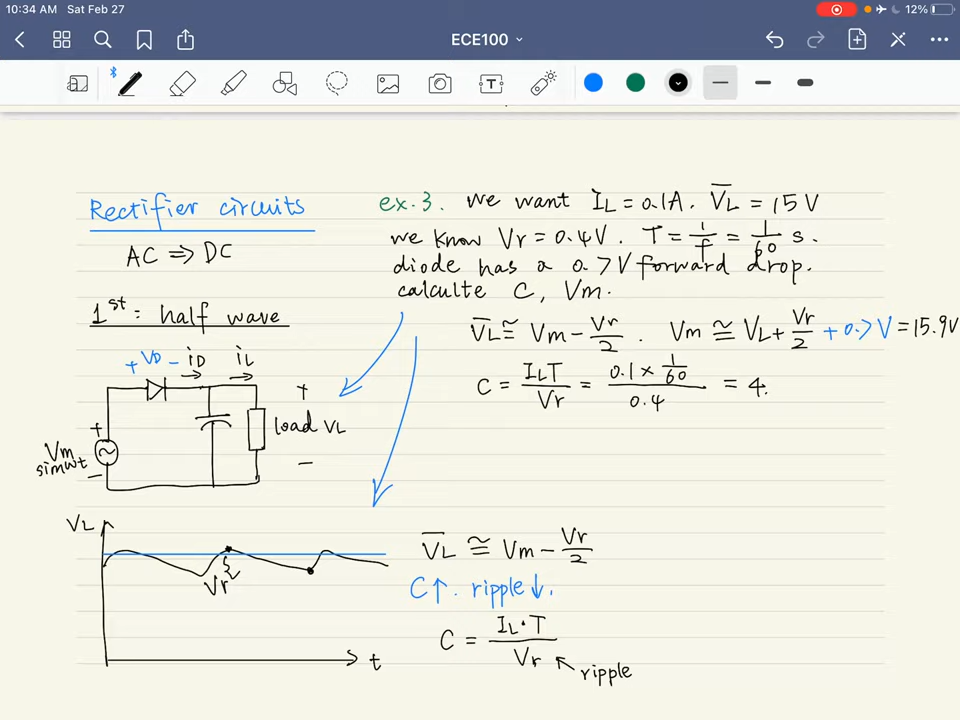 10:34 AM Sat Feb 27
12%
ECE100
T
Rectifier circuits
AC ⇒ DC
1st: half wave
+ VD - iD iL
+
load VL
-
+
Vm
sinwt
-
ex.3. we want IL = 0.1A. V̅L = 15V
we know Vr = 0.4V. T = 1/f = 1/60 s.
diode has a 0.7V forward drop.
calculte C, Vm.
V̅L ≅ Vm - Vr/2. Vm ≅ VL + Vr/2 + 0.7V = 15.9V
C = ILT/Vr = 0.1 × 1/60 / 0.4 = 4.
VL
Vr
t
V̅L ≅ Vm - Vr/2
C↑. ripple↓.
C = IL·T/Vr
ripple